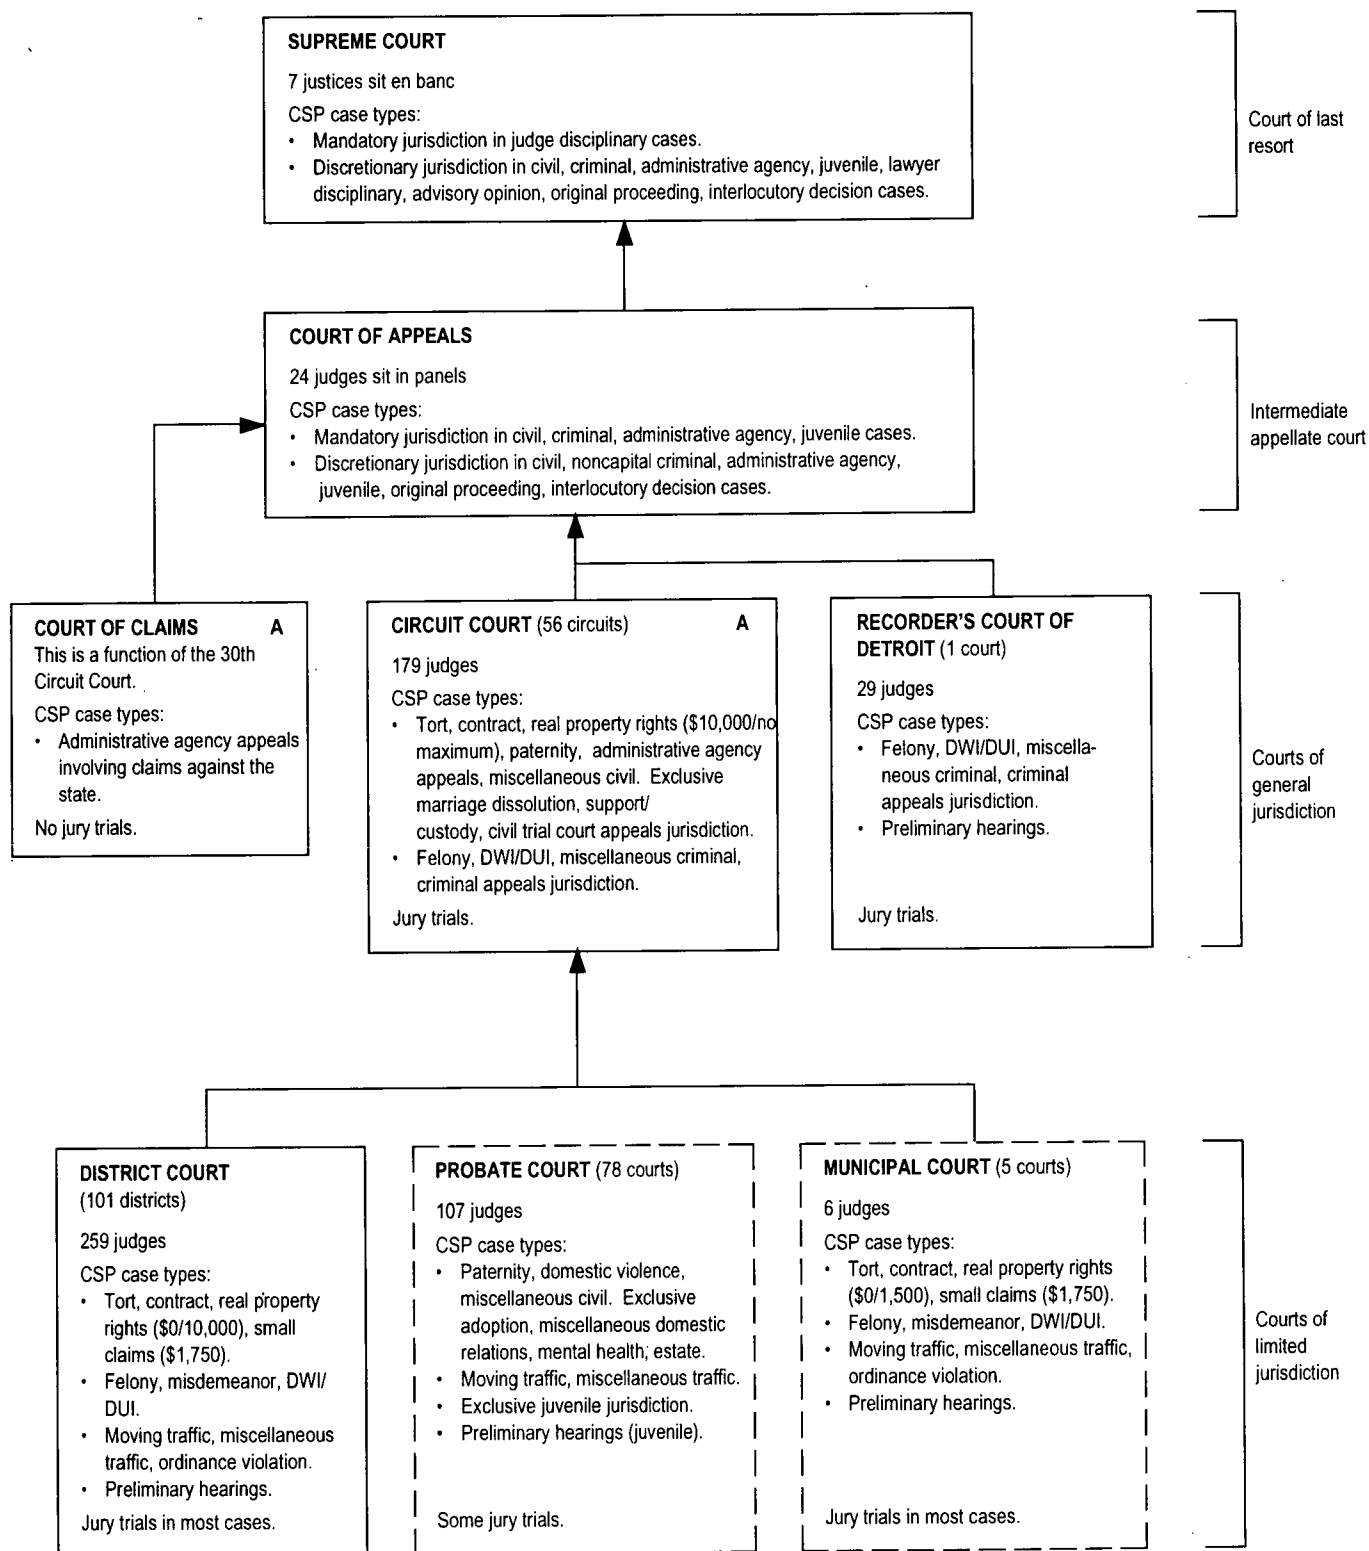 SUPREME COURT
7 justices sit en banc
CSP case types:
• Mandatory jurisdiction in judge disciplinary cases.
• Discretionary jurisdiction in civil, criminal, administrative agency, juvenile, lawyer
disciplinary, advisory opinion, original proceeding, interlocutory decision cases.
Court of last
resort
COURT OF APPEALS
24 judges sit in panels
CSP case types:
• Mandatory jurisdiction in civil, criminal, administrative agency, juvenile cases.
• Discretionary jurisdiction in civil, noncapital criminal, administrative agency,
juvenile, original proceeding, interlocutory decision cases.
Intermediate
appellate court
COURT OF CLAIMS A
This is a function of the 30th
Circuit Court.
CSP case types:
• Administrative agency appeals
involving claims against the
state.
No jury trials.
CIRCUIT COURT (56 circuits) A
179 judges
CSP case types:
• Tort, contract, real property rights ($10,000/no
maximum), paternity, administrative agency
appeals, miscellaneous civil. Exclusive
marriage dissolution, support/
custody, civil trial court appeals jurisdiction.
• Felony, DWI/DUI, miscellaneous criminal,
criminal appeals jurisdiction.
Jury trials.
RECORDER'S COURT OF
DETROIT (1 court)
29 judges
CSP case types:
• Felony, DWI/DUI, miscella-
neous criminal, criminal
appeals jurisdiction.
• Preliminary hearings.
Jury trials.
Courts of
general
jurisdiction
DISTRICT COURT
(101 districts)
259 judges
CSP case types:
• Tort, contract, real property
rights ($0/10,000), small
claims ($1,750).
• Felony, misdemeanor, DWI/
DUI.
• Moving traffic, miscellaneous
traffic, ordinance violation.
• Preliminary hearings.
Jury trials in most cases.
PROBATE COURT (78 courts)
107 judges
CSP case types:
• Paternity, domestic violence,
miscellaneous civil. Exclusive
adoption, miscellaneous domestic
relations, mental health, estate.
• Moving traffic, miscellaneous traffic.
• Exclusive juvenile jurisdiction.
• Preliminary hearings (juvenile).
Some jury trials.
MUNICIPAL COURT (5 courts)
6 judges
CSP case types:
• Tort, contract, real property rights
($0/1,500), small claims ($1,750).
• Felony, misdemeanor, DWI/DUI.
• Moving traffic, miscellaneous traffic,
ordinance violation.
• Preliminary hearings.
Jury trials in most cases.
Courts of
limited
jurisdiction